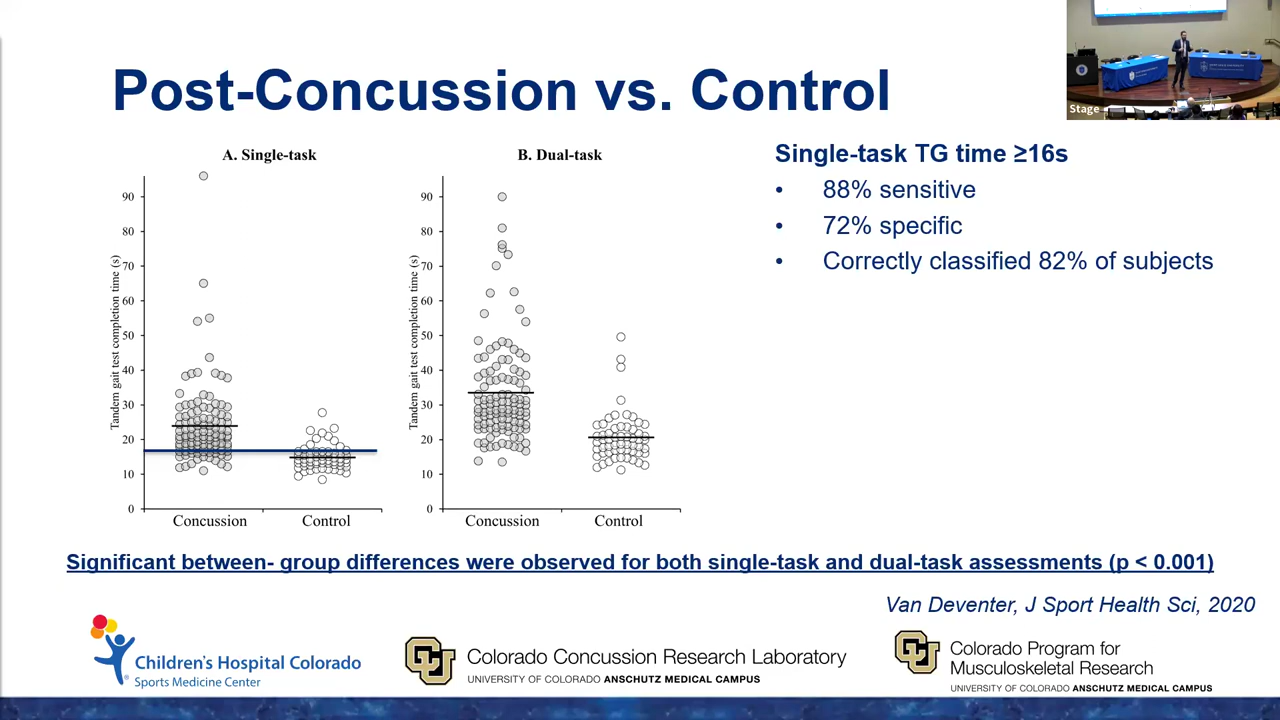 Post-Concussion vs. Control
Stage
A. Single-task
B. Dual-task
Tandem gait test completion time (s)
90
80
70
60
50
40
30
20
10
0
Concussion
Control
Tandem gait test completion time (s)
90
80
70
60
50
40
30
20
10
0
Concussion
Control
Single-task TG time ≥16s
• 88% sensitive
• 72% specific
• Correctly classified 82% of subjects
Significant between- group differences were observed for both single-task and dual-task assessments (p < 0.001)
Van Deventer, J Sport Health Sci, 2020
Children's Hospital Colorado
Sports Medicine Center
CU
Colorado Concussion Research Laboratory
UNIVERSITY OF COLORADO ANSCHUTZ MEDICAL CAMPUS
CU
Colorado Program for
Musculoskeletal Research
UNIVERSITY OF COLORADO ANSCHUTZ MEDICAL CAMPUS